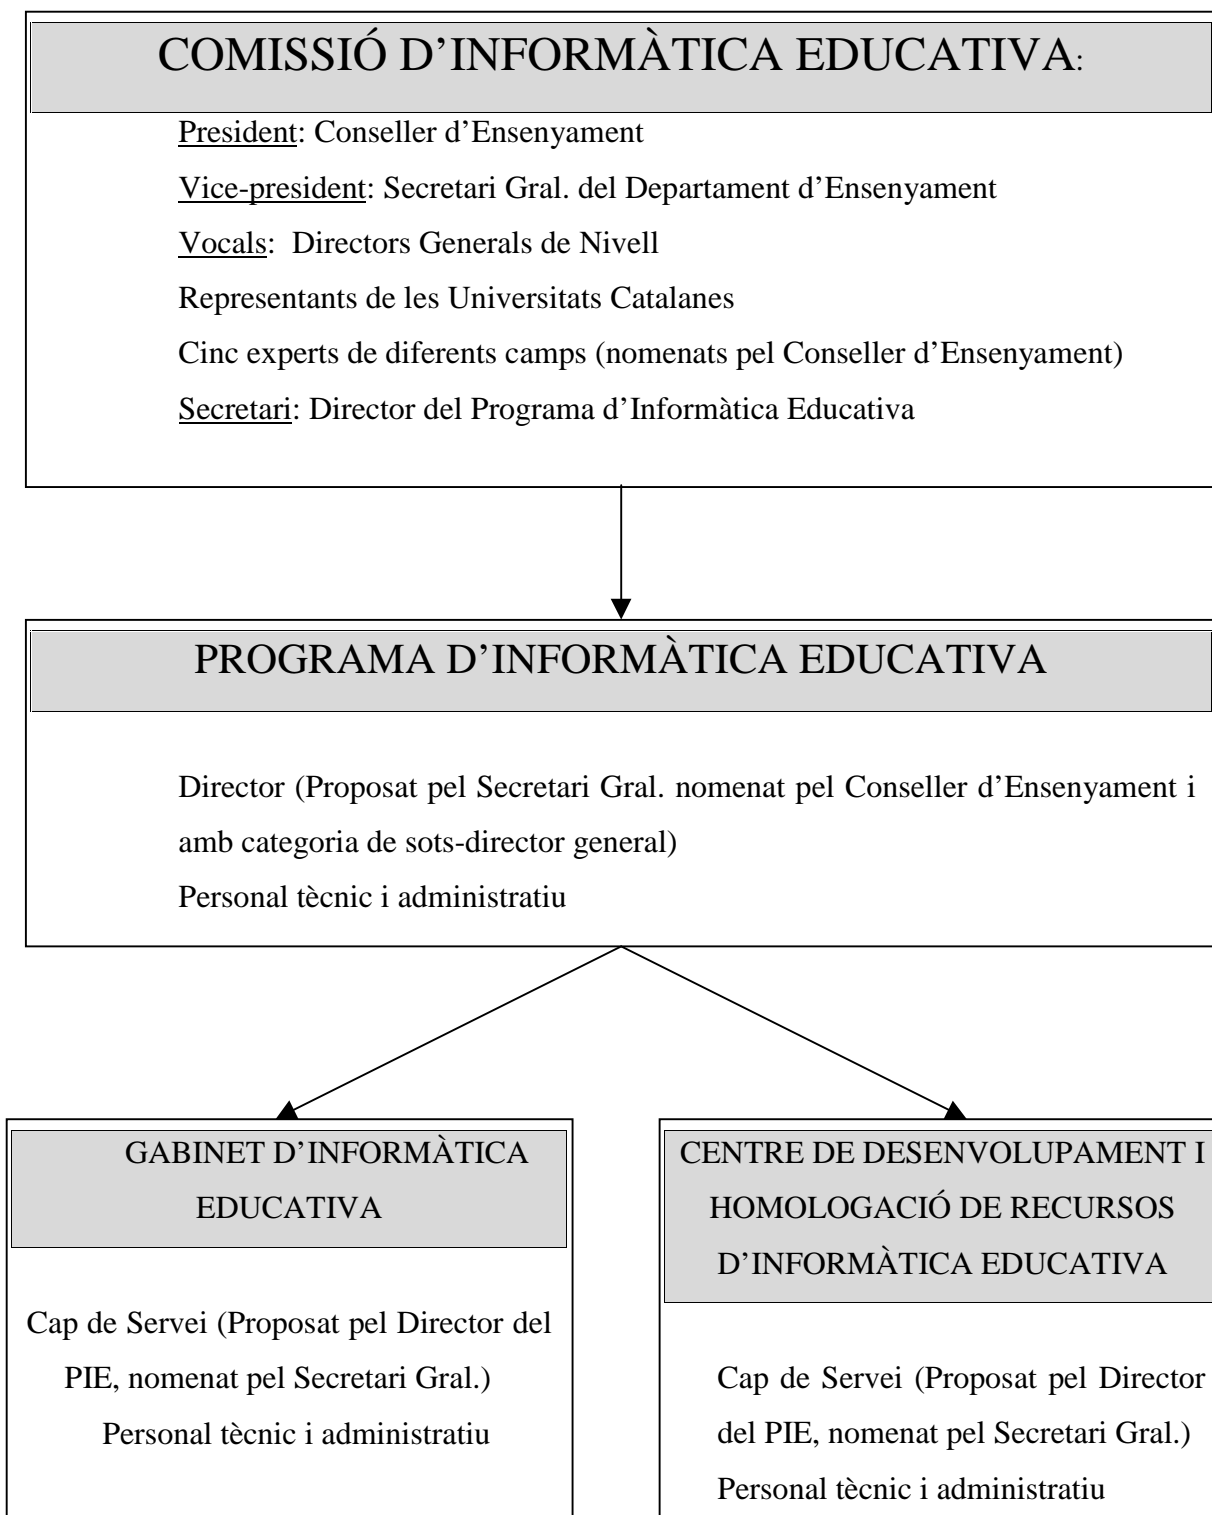 COMISSIÓ D’INFORMÀTICA EDUCATIVA:
President: Conseller d’Ensenyament
Vice-president: Secretari Gral. del Departament d’Ensenyament
Vocals: Directors Generals de Nivell
Representants de les Universitats Catalanes
Cinc experts de diferents camps (nomenats pel Conseller d’Ensenyament)
Secretari: Director del Programa d’Informàtica Educativa
PROGRAMA D’INFORMÀTICA EDUCATIVA
Director (Proposat pel Secretari Gral. nomenat pel Conseller d’Ensenyament i
amb categoria de sots-director general)
Personal tècnic i administratiu
GABINET D’INFORMÀTICA
EDUCATIVA
Cap de Servei (Proposat pel Director del
PIE, nomenat pel Secretari Gral.)
Personal tècnic i administratiu
CENTRE DE DESENVOLUPAMENT I
HOMOLOGACIÓ DE RECURSOS
D’INFORMÀTICA EDUCATIVA
Cap de Servei (Proposat pel Director
del PIE, nomenat pel Secretari Gral.)
Personal tècnic i administratiu